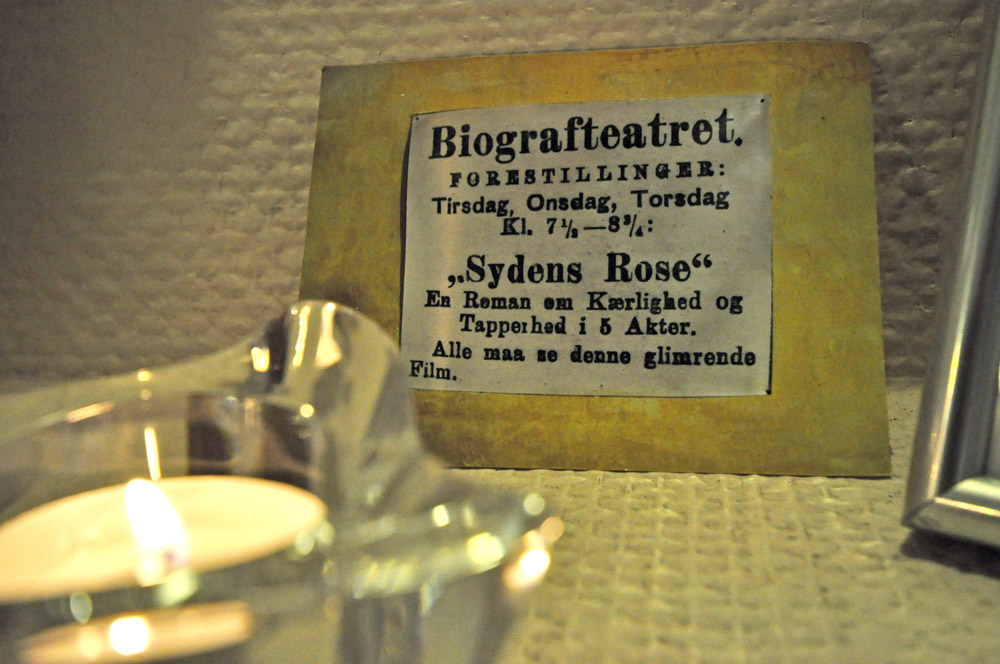 Biografteatret.
FORESTILLINGER:
Tirsdag, Onsdag, Torsdag
Kl. 7½—8¾:
„Sydens Rose“
En Roman om Kærlighed og
Tapperhed i 5 Akter.
Alle maa se denne glimrende
Film.